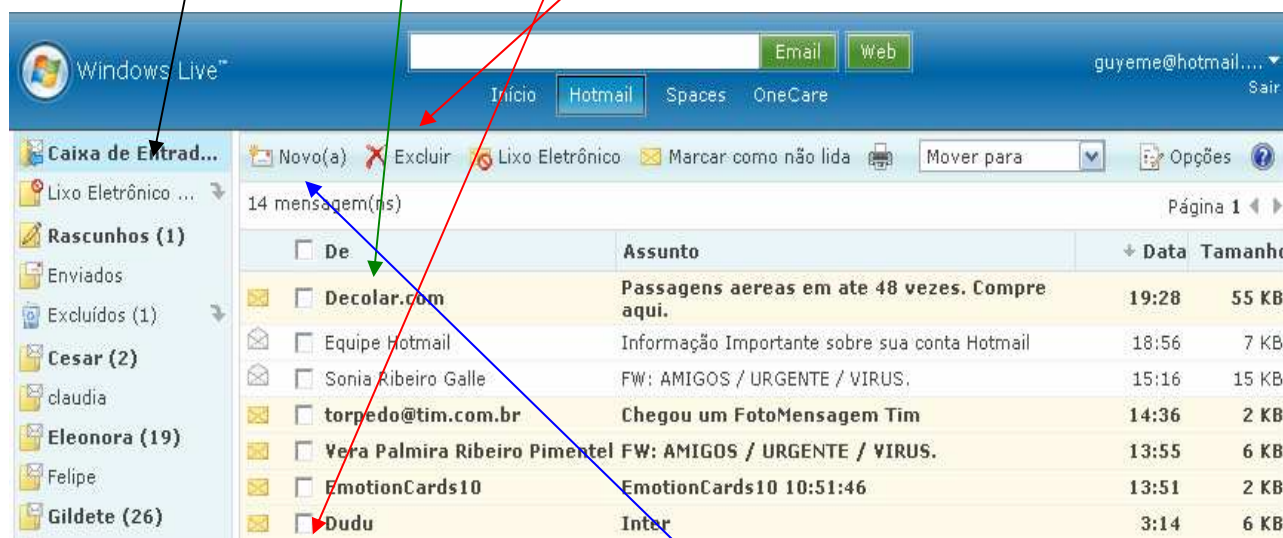 Windows Live™
Email Web
guyeme@hotmail....
Sair
Início Hotmail Spaces OneCare
Caixa de Entrad...
Lixo Eletrônico ...
Rascunhos (1)
Enviados
Excluídos (1)
Cesar (2)
claudia
Eleonora (19)
Felipe
Gildete (26)
Novo(a) Excluir Lixo Eletrônico Marcar como não lida Mover para Opções
14 mensagem(ns) Página 1
De Assunto Data Tamanho
Decolar.com Passagens aereas em ate 48 vezes. Compre aqui. 19:28 55 KB
Equipe Hotmail Informação Importante sobre sua conta Hotmail 18:56 7 KB
Sonia Ribeiro Galle FW: AMIGOS / URGENTE / VIRUS. 15:16 15 KB
torpedo@tim.com.br Chegou um FotoMensagem Tim 14:36 2 KB
Vera Palmira Ribeiro Pimentel FW: AMIGOS / URGENTE / VIRUS. 13:55 6 KB
EmotionCards10 EmotionCards10 10:51:46 13:51 2 KB
Dudu Inter 3:14 6 KB